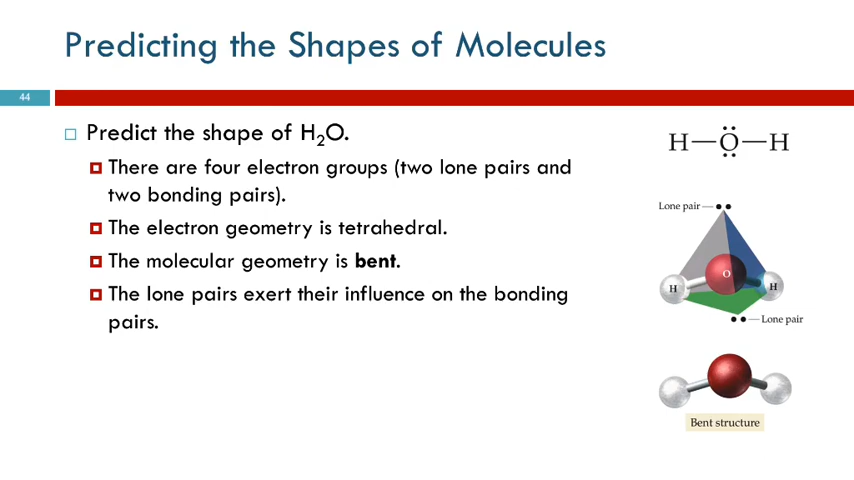 Predicting the Shapes of Molecules
44
Predict the shape of H₂O.
There are four electron groups (two lone pairs and
two bonding pairs).
The electron geometry is tetrahedral.
The molecular geometry is bent.
The lone pairs exert their influence on the bonding
pairs.
H—O—H
Lone pair
O
H
H
Lone pair
Bent structure